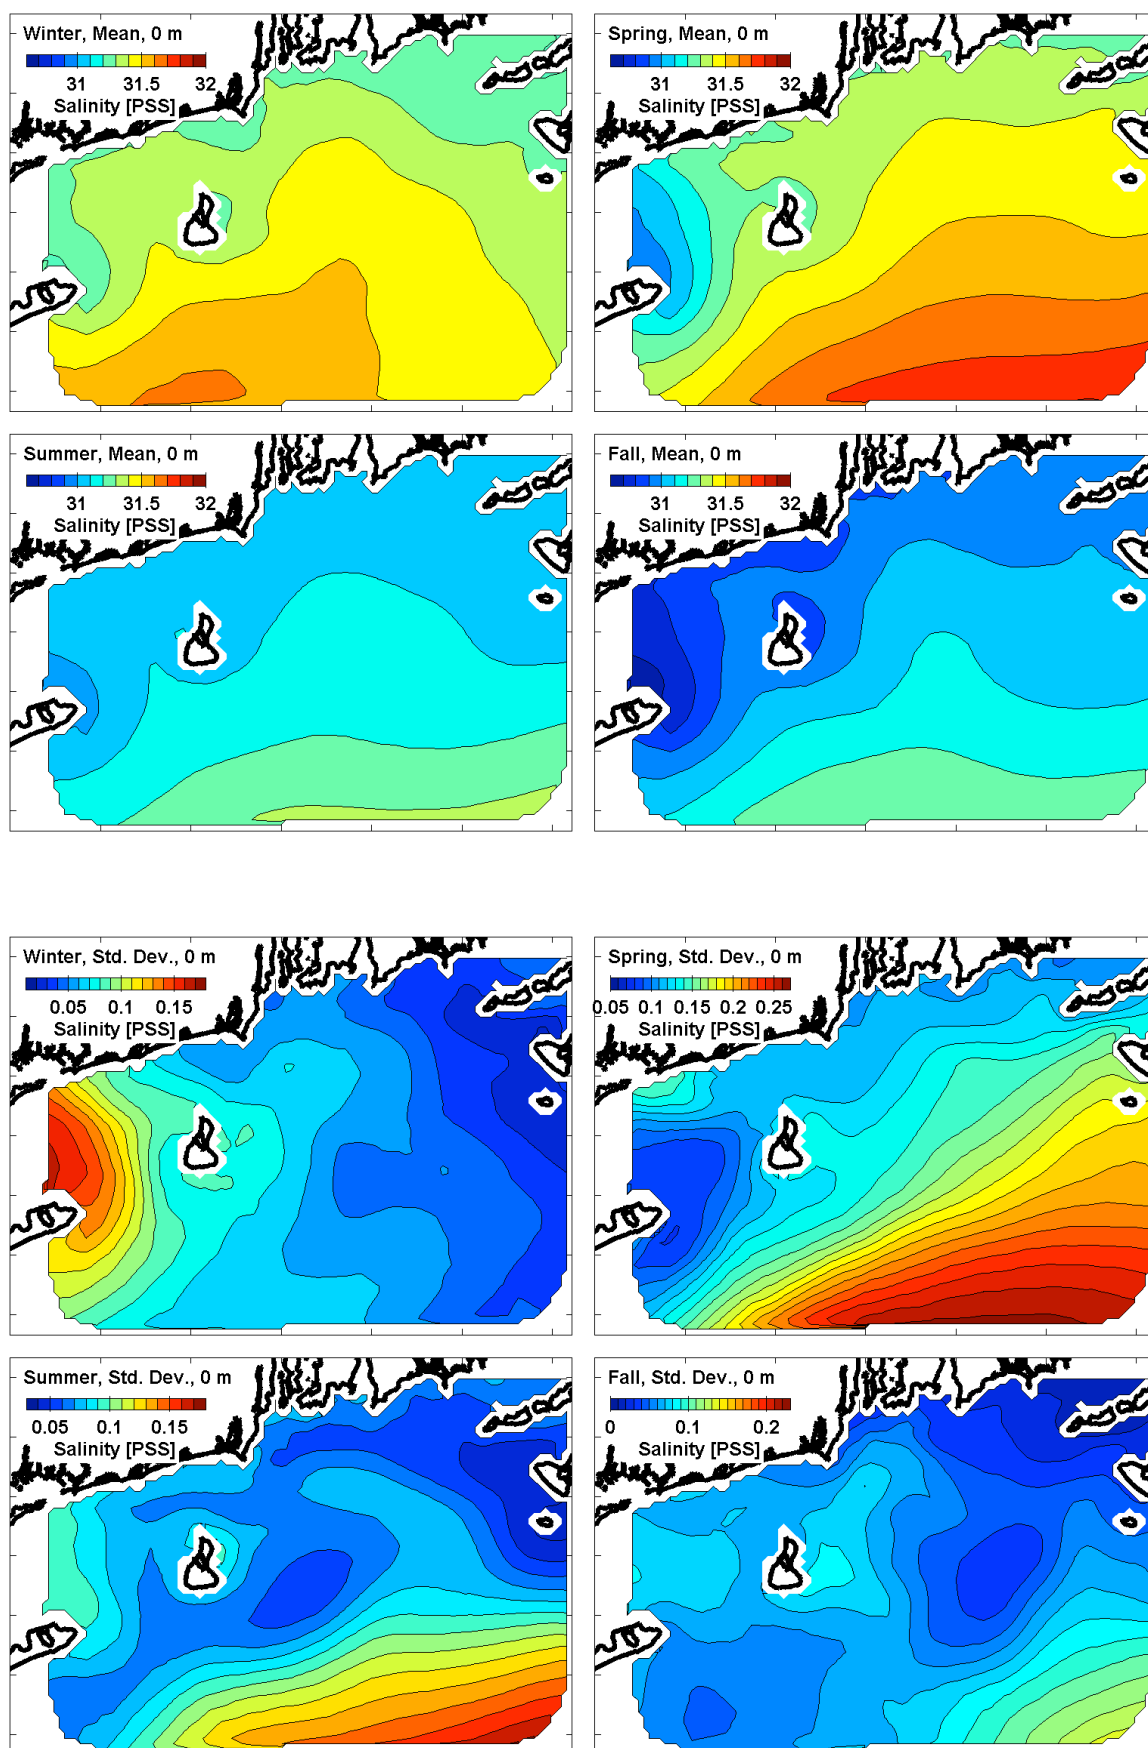 Winter, Mean, 0 m
31 31.5 32
Salinity [PSS]
Spring, Mean, 0 m
31 31.5 32
Salinity [PSS]
Summer, Mean, 0 m
31 31.5 32
Salinity [PSS]
Fall, Mean, 0 m
31 31.5 32
Salinity [PSS]
Winter, Std. Dev., 0 m
0.05 0.1 0.15
Salinity [PSS]
Spring, Std. Dev., 0 m
0.05 0.1 0.15 0.2 0.25
Salinity [PSS]
Summer, Std. Dev., 0 m
0.05 0.1 0.15
Salinity [PSS]
Fall, Std. Dev., 0 m
0 0.1 0.2
Salinity [PSS]